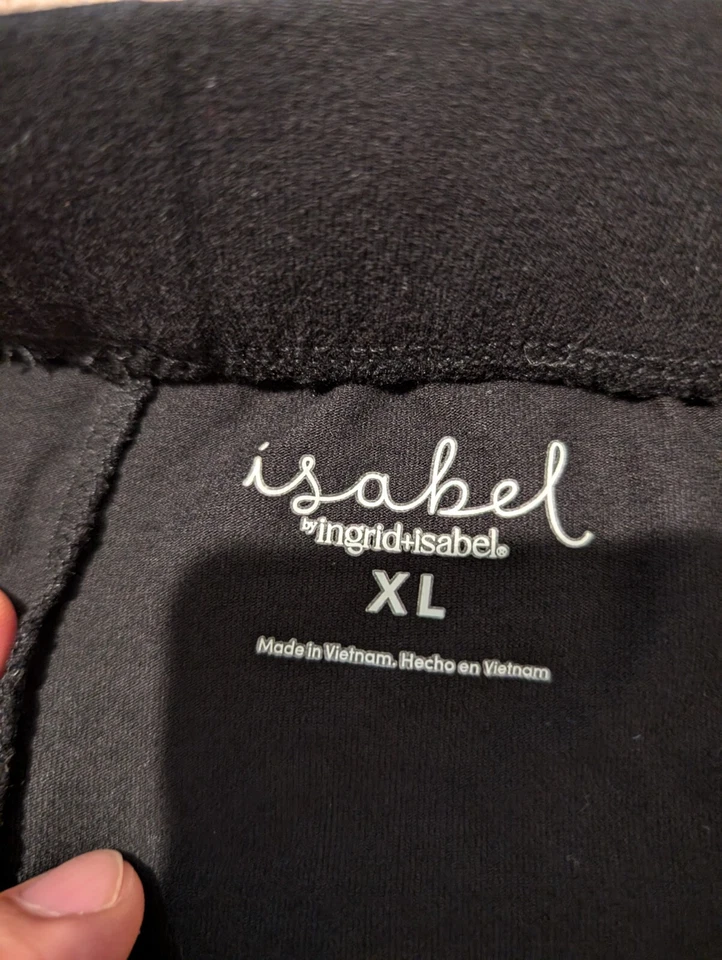 isabel
by ingrid+isabel®
XL
Made in Vietnam. Hecho en Vietnam